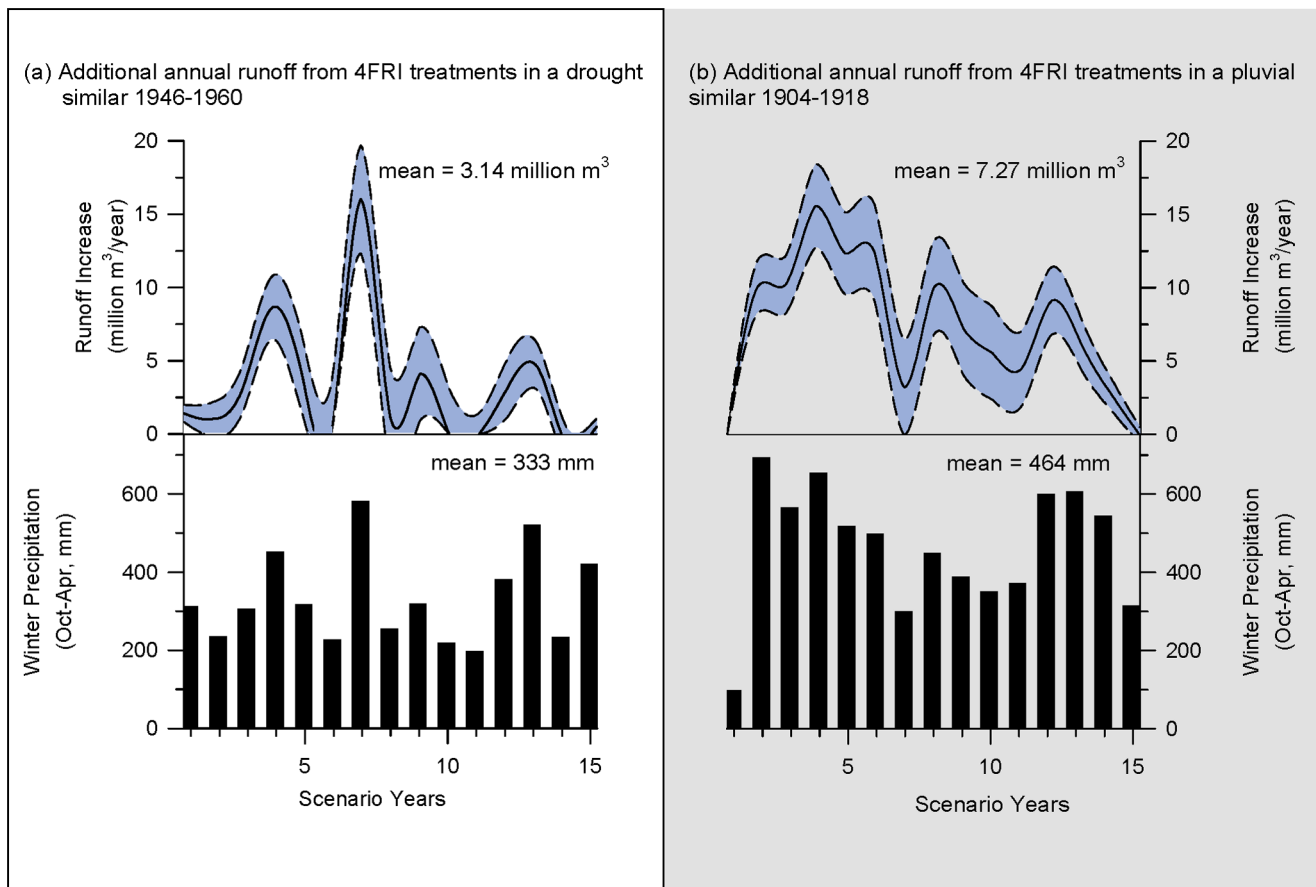 (a) Additional annual runoff from 4FRI treatments in a drought
similar 1946-1960
20
15
10
5
0
Runoff Increase
(million m³/year)
mean = 3.14 million m³
mean = 333 mm
600
400
200
0
Winter Precipitation
(Oct-Apr, mm)
5
10
15
Scenario Years
(b) Additional annual runoff from 4FRI treatments in a pluvial
similar 1904-1918
mean = 7.27 million m³
20
15
10
5
0
Runoff Increase
(million m³/year)
mean = 464 mm
600
400
200
0
Winter Precipitation
(Oct-Apr, mm)
5
10
15
Scenario Years